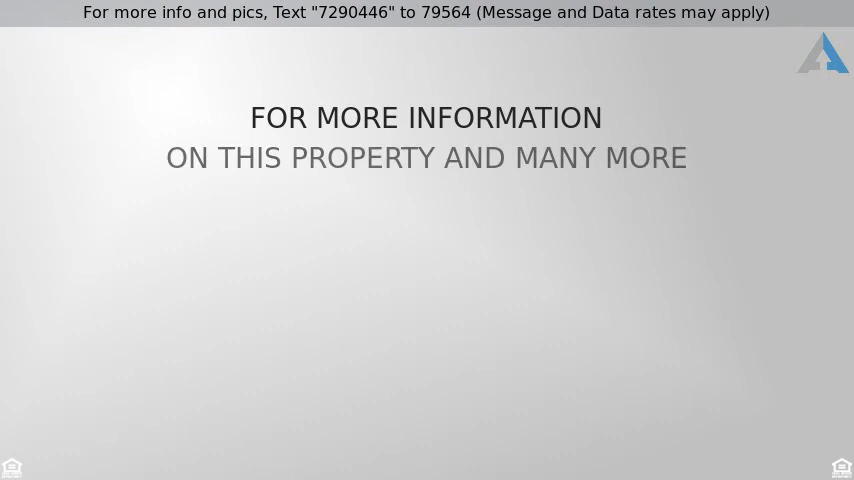 For more info and pics, Text "7290446" to 79564 (Message and Data rates may apply)
FOR MORE INFORMATION
ON THIS PROPERTY AND MANY MORE